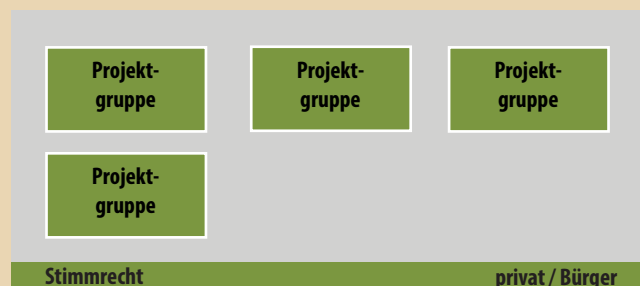 Projekt-
gruppe
Projekt-
gruppe
Projekt-
gruppe
Projekt-
gruppe
Stimmrecht privat / Bürger